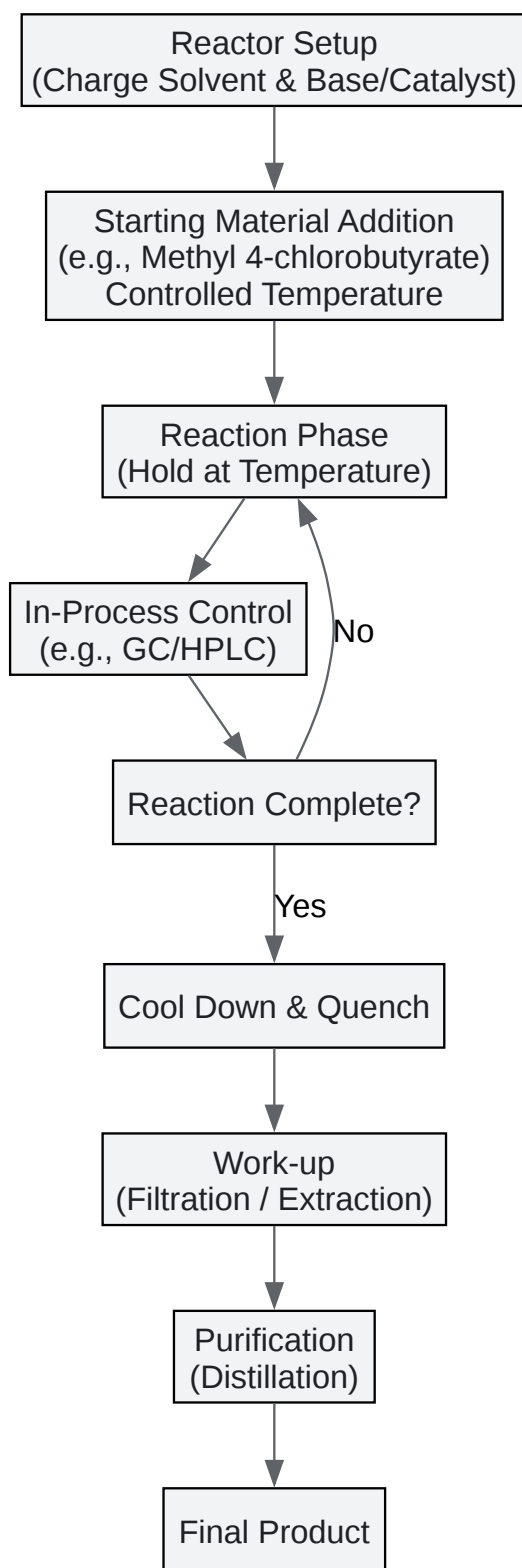 Reactor Setup
(Charge Solvent & Base/Catalyst)
Starting Material Addition
(e.g., Methyl 4-chlorobutyrate)
Controlled Temperature
Reaction Phase
(Hold at Temperature)
In-Process Control
(e.g., GC/HPLC)
No
Reaction Complete?
Yes
Cool Down & Quench
Work-up
(Filtration / Extraction)
Purification
(Distillation)
Final Product